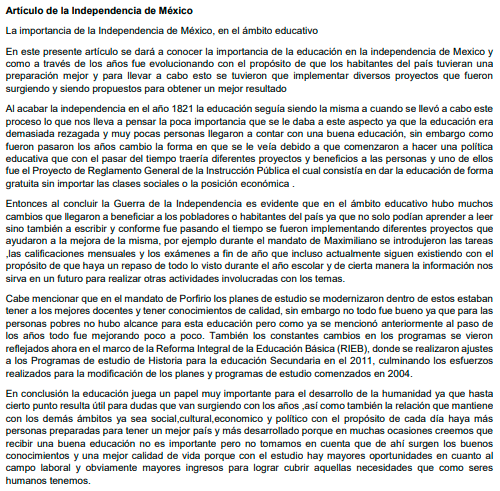 Artículo de la Independencia de México
La importancia de la Independencia de México, en el ámbito educativo
En este presente artículo se dará a conocer la importancia de la educación en la independencia de Mexico y
como a través de los años fue evolucionando con el propósito de que los habitantes del país tuvieran una
preparación mejor y para llevar a cabo esto se tuvieron que implementar diversos proyectos que fueron
surgiendo y siendo propuestos para obtener un mejor resultado
Al acabar la independencia en el año 1821 la educación seguía siendo la misma a cuando se llevó a cabo este
proceso lo que nos lleva a pensar la poca importancia que se le daba a este aspecto ya que la educación era
demasiada rezagada y muy pocas personas llegaron a contar con una buena educación, sin embargo como
fueron pasaron los años cambio la forma en que se le veía debido a que comenzaron a hacer una política
educativa que con el pasar del tiempo traería diferentes proyectos y beneficios a las personas y uno de ellos
fue el Proyecto de Reglamento General de la Instrucción Pública el cual consistía en dar la educación de forma
gratuita sin importar las clases sociales o la posición económica .
Entonces al concluir la Guerra de la Independencia es evidente que en el ámbito educativo hubo muchos
cambios que llegaron a beneficiar a los pobladores o habitantes del país ya que no solo podían aprender a leer
sino también a escribir y conforme fue pasando el tiempo se fueron implementando diferentes proyectos que
ayudaron a la mejora de la misma, por ejemplo durante el mandato de Maximiliano se introdujeron las tareas
,las calificaciones mensuales y los exámenes a fin de año que incluso actualmente siguen existiendo con el
propósito de que haya un repaso de todo lo visto durante el año escolar y de cierta manera la información nos
sirva en un futuro para realizar otras actividades involucradas con los temas.
Cabe mencionar que en el mandato de Porfirio los planes de estudio se modernizaron dentro de estos estaban
tener a los mejores docentes y tener conocimientos de calidad, sin embargo no todo fue bueno ya que para las
personas pobres no hubo alcance para esta educación pero como ya se mencionó anteriormente al paso de
los años todo fue mejorando poco a poco. También los constantes cambios en los programas se vieron
reflejados ahora en el marco de la Reforma Integral de la Educación Básica (RIEB), donde se realizaron ajustes
a los Programas de estudio de Historia para la educación Secundaria en el 2011, culminando los esfuerzos
realizados para la modificación de los planes y programas de estudio comenzados en 2004.
En conclusión la educación juega un papel muy importante para el desarrollo de la humanidad ya que hasta
cierto punto resulta útil para dudas que van surgiendo con los años ,así como también la relación que mantiene
con los demás ámbitos ya sea social,cultural,economico y político con el propósito de cada día haya más
personas preparadas para tener un mejor país y más desarrollado porque en muchas ocasiones creemos que
recibir una buena educación no es importante pero no tomamos en cuenta que de ahí surgen los buenos
conocimientos y una mejor calidad de vida porque con el estudio hay mayores oportunidades en cuanto al
campo laboral y obviamente mayores ingresos para lograr cubrir aquellas necesidades que como seres
humanos tenemos.